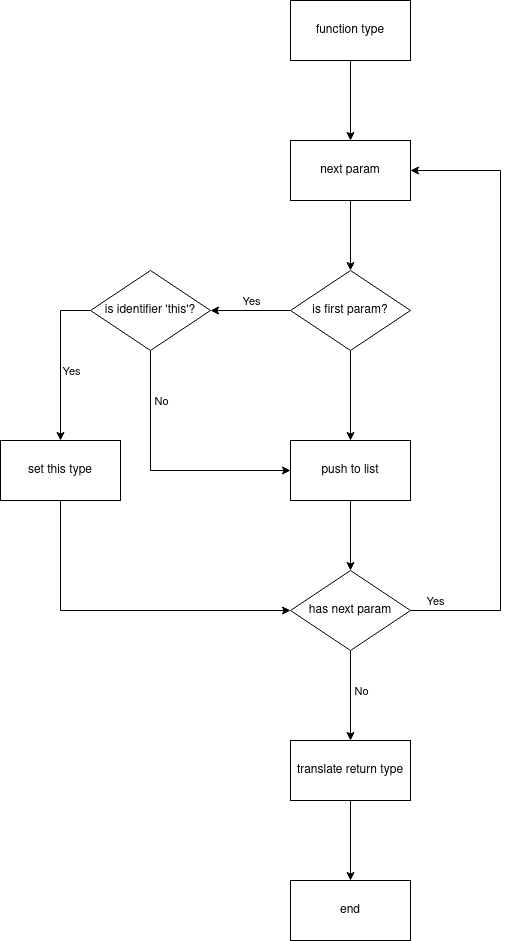 function type
next param
is identifier 'this'?
Yes
is first param?
Yes
No
set this type
push to list
has next param
Yes
No
translate return type
end